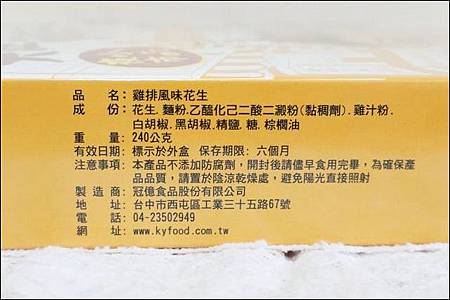 品　　名：雞排風味花生
成　　份：花生.麵粉.乙醯化己二酸二澱粉(黏稠劑).雞汁粉.
白胡椒.黑胡椒.精鹽.糖.棕櫚油
重　　量：240公克
有效日期：標示於外盒　保存期限：六個月
注意事項：本產品不添加防腐劑，開封後請儘早食用完畢，為確保產
品品質，請置於陰涼乾燥處，避免陽光直接照射
製 造 商：冠億食品股份有限公司
地　　址：台中市西屯區工業三十五路67號
電　　話：04-23502949
網　　址：www.kyfood.com.tw